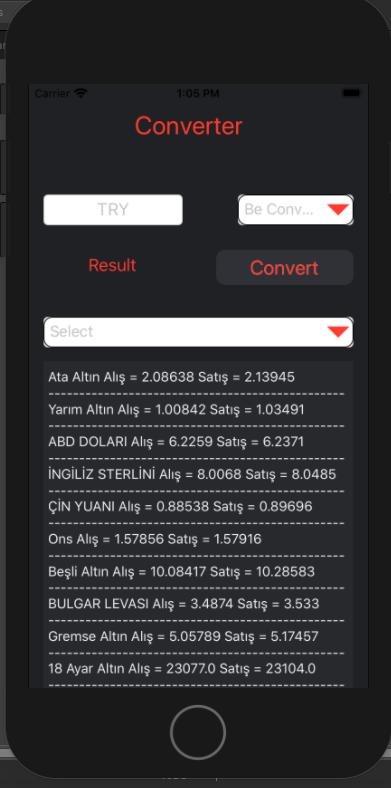 Carrier 1:05 PM
Converter
TRY Be Conv...
Result Convert
Select
Ata Altın Alış = 2.08638 Satış = 2.13945
--------------------------------------------------
Yarım Altın Alış = 1.00842 Satış = 1.03491
--------------------------------------------------
ABD DOLARI Alış = 6.2259 Satış = 6.2371
--------------------------------------------------
İNGİLİZ STERLİNİ Alış = 8.0068 Satış = 8.0485
--------------------------------------------------
ÇİN YUANI Alış = 0.88538 Satış = 0.89696
--------------------------------------------------
Ons Alış = 1.57856 Satış = 1.57916
--------------------------------------------------
Beşli Altın Alış = 10.08417 Satış = 10.28583
--------------------------------------------------
BULGAR LEVASI Alış = 3.4874 Satış = 3.533
--------------------------------------------------
Gremse Altın Alış = 5.05789 Satış = 5.17457
--------------------------------------------------
18 Ayar Altın Alış = 23077.0 Satış = 23104.0
--------------------------------------------------